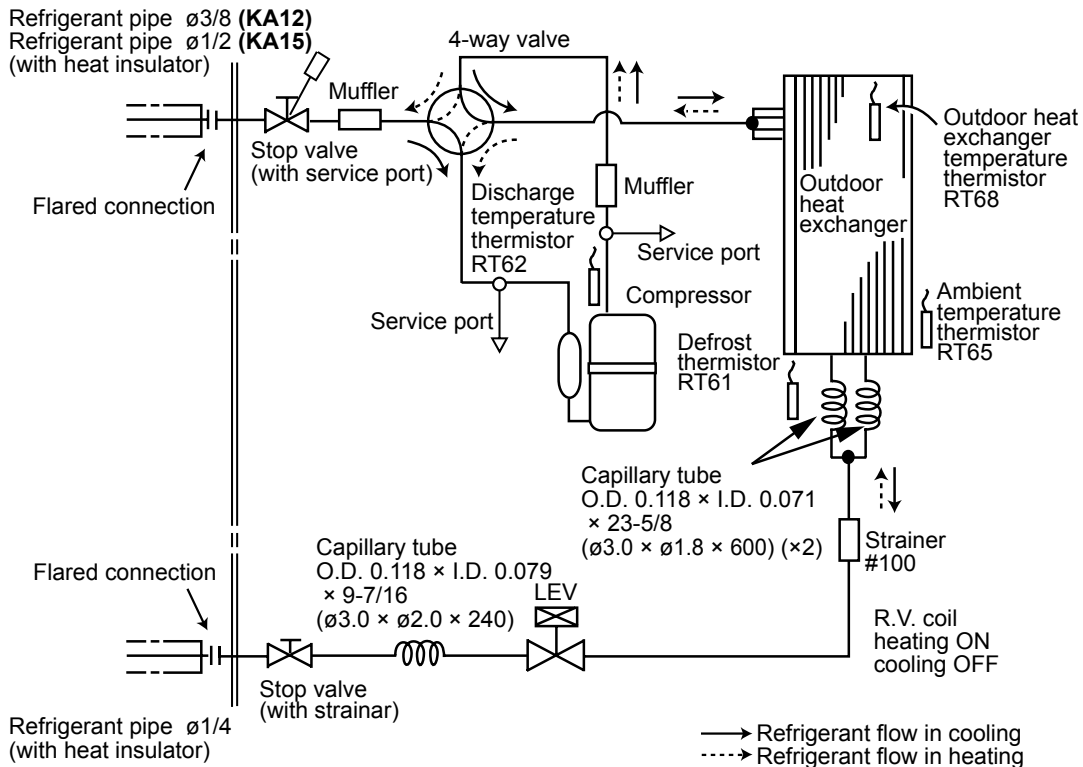 Refrigerant pipe ø3/8 (KA12)
Refrigerant pipe ø1/2 (KA15)
(with heat insulator)
4-way valve
Muffler
Stop valve
(with service port)
Flared connection
Discharge
temperature
thermistor
RT62
Muffler
Service port
Service port
Compressor
Outdoor
heat
exchanger
Outdoor heat
exchanger
temperature
thermistor
RT68
Ambient
temperature
thermistor
RT65
Defrost
thermistor
RT61
Capillary tube
O.D. 0.118 × I.D. 0.071
× 23-5/8
(ø3.0 × ø1.8 × 600) (×2)
Strainer
#100
Flared connection
Capillary tube
O.D. 0.118 × I.D. 0.079
× 9-7/16
(ø3.0 × ø2.0 × 240)
LEV
R.V. coil
heating ON
cooling OFF
Stop valve
(with strainar)
Refrigerant pipe ø1/4
(with heat insulator)
Refrigerant flow in cooling
Refrigerant flow in heating